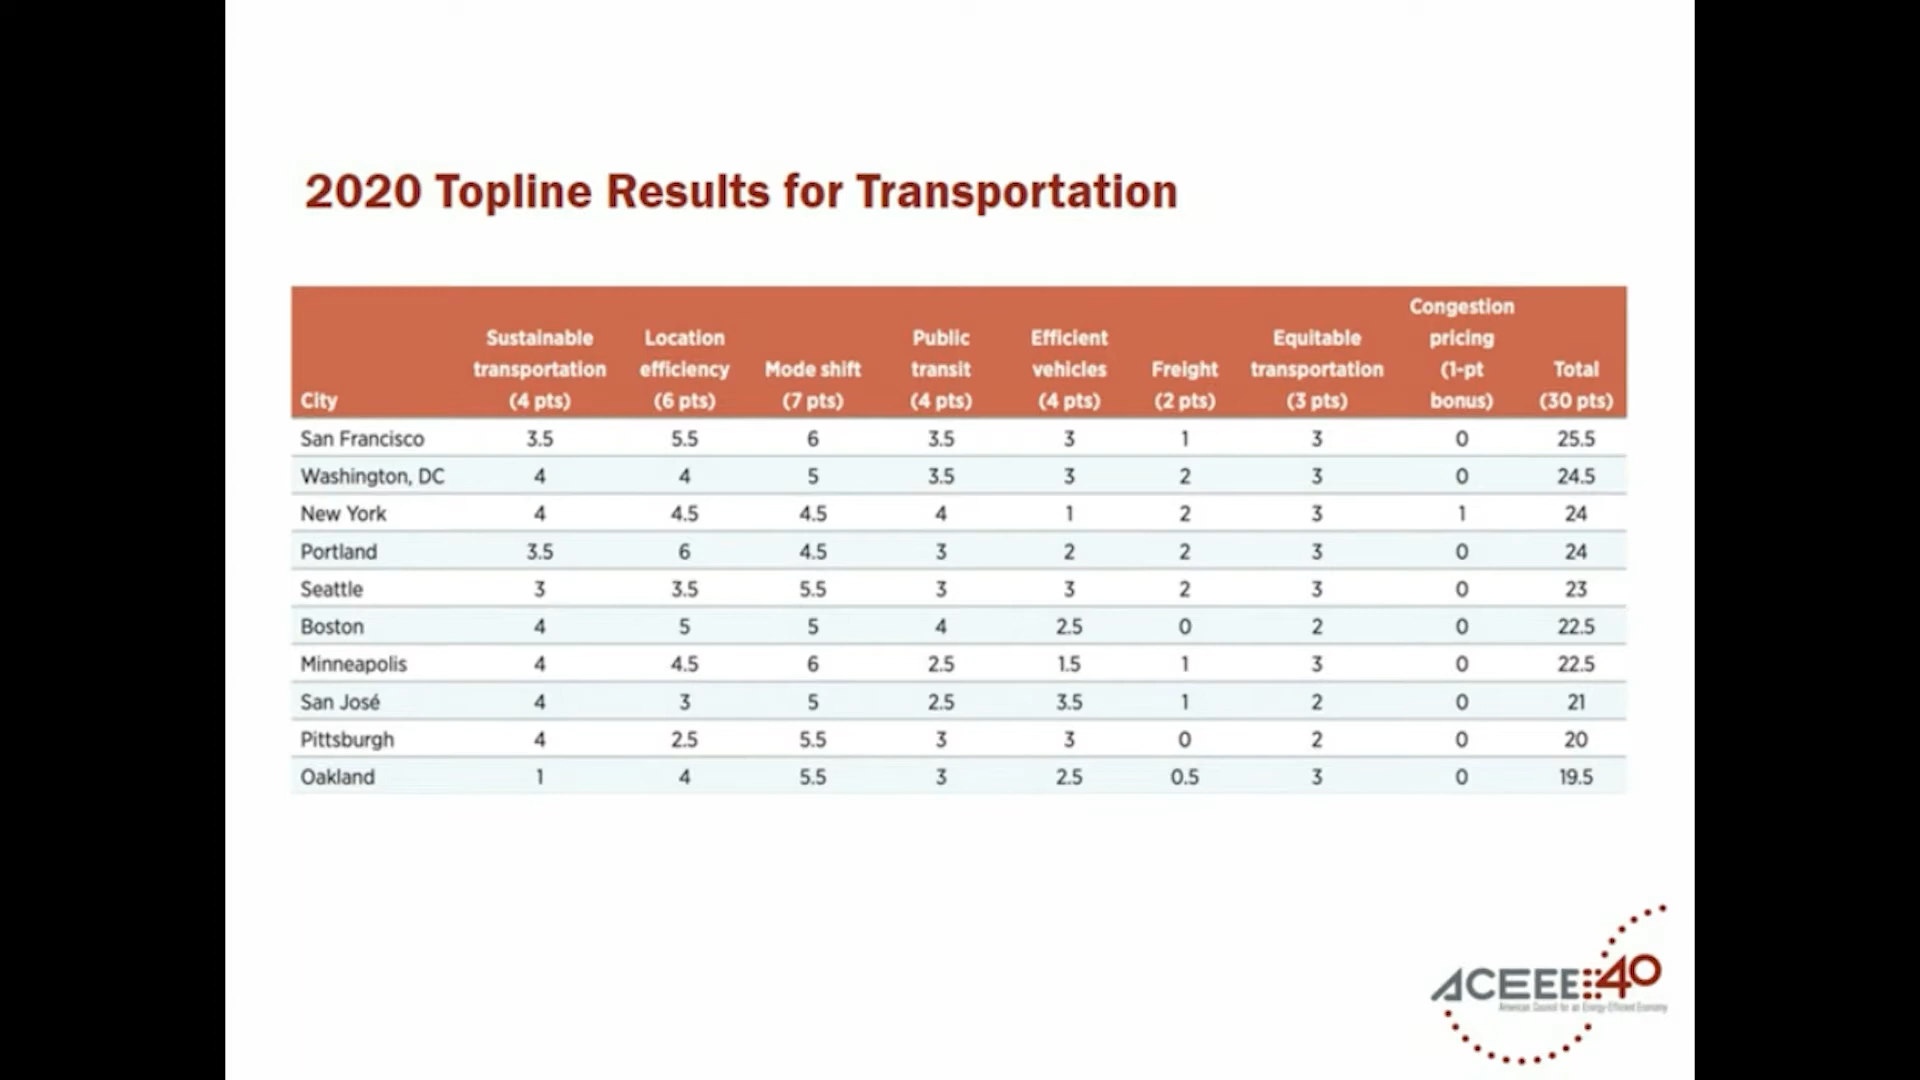 2020 Topline Results for Transportation
City Sustainable transportation (4 pts) Location efficiency (6 pts) Mode shift (7 pts) Public transit (4 pts) Efficient vehicles (4 pts) Freight (2 pts) Equitable transportation (3 pts) Congestion pricing (1-pt bonus) Total (30 pts)
San Francisco 3.5 5.5 6 3.5 3 1 3 0 25.5
Washington, DC 4 4 5 3.5 3 2 3 0 24.5
New York 4 4.5 4.5 4 1 2 3 1 24
Portland 3.5 6 4.5 3 2 2 3 0 24
Seattle 3 3.5 5.5 3 3 2 3 0 23
Boston 4 5 5 4 2.5 0 2 0 22.5
Minneapolis 4 4.5 6 2.5 1.5 1 3 0 22.5
San José 4 3 5 2.5 3.5 1 2 0 21
Pittsburgh 4 2.5 5.5 3 3 0 2 0 20
Oakland 1 4 5.5 3 2.5 0.5 3 0 19.5
ACEEE 40
American Council for an Energy-Efficient Economy